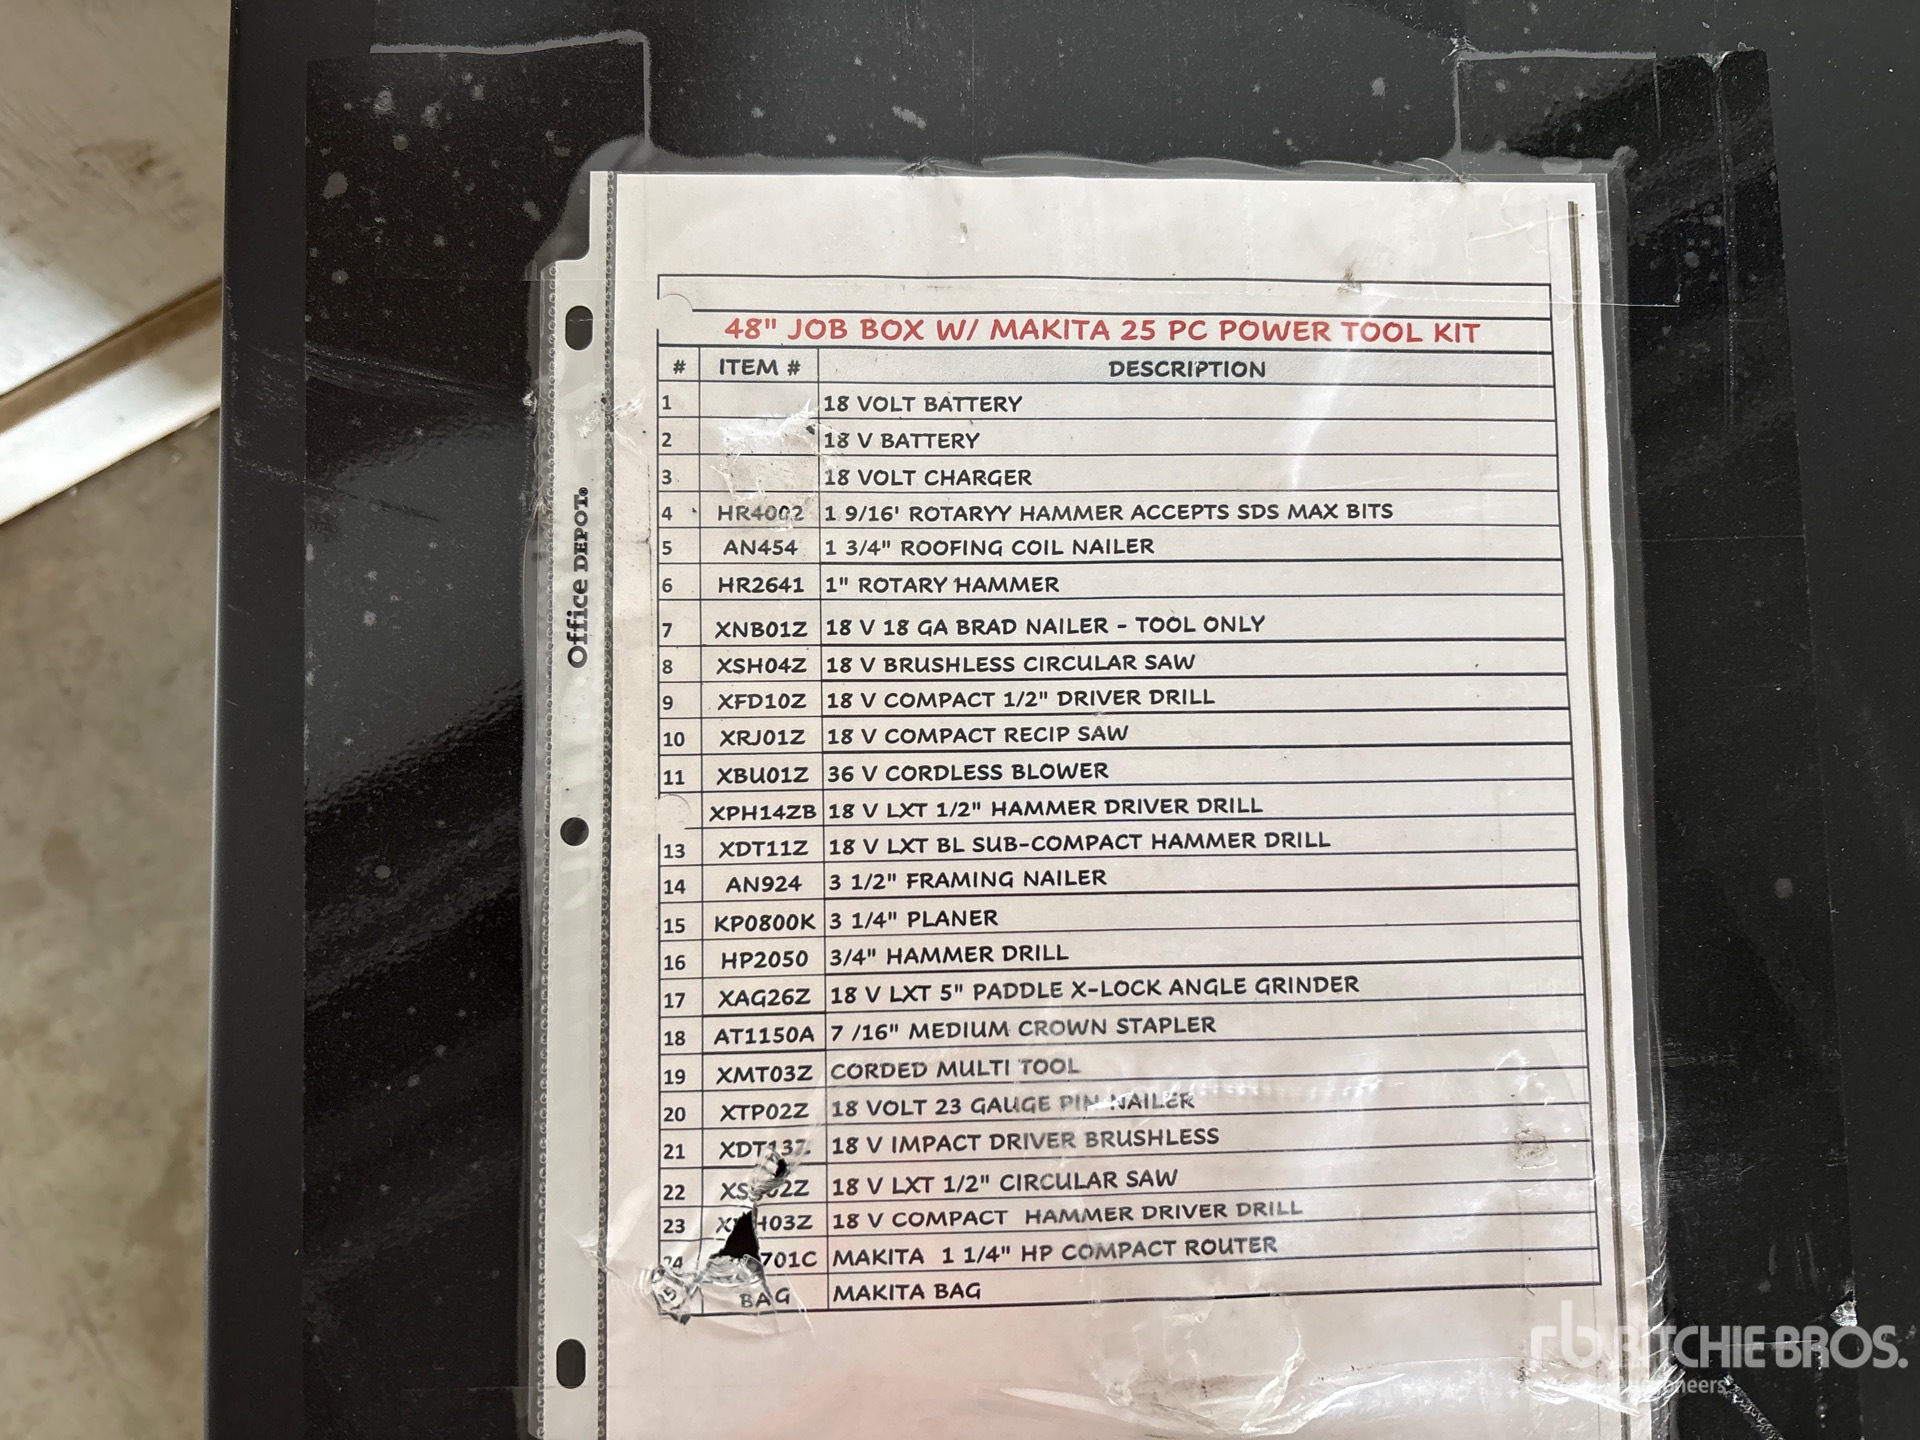 48" JOB BOX W/ MAKITA 25 PC POWER TOOL KIT
# ITEM # DESCRIPTION
1 18 VOLT BATTERY
2 18 V BATTERY
3 18 VOLT CHARGER
4 HR4002 1 9/16' ROTARYY HAMMER ACCEPTS SDS MAX BITS
5 AN454 1 3/4" ROOFING COIL NAILER
6 HR2641 1" ROTARY HAMMER
7 XNB01Z 18 V 18 GA BRAD NAILER - TOOL ONLY
8 XSH04Z 18 V BRUSHLESS CIRCULAR SAW
9 XFD10Z 18 V COMPACT 1/2" DRIVER DRILL
10 XRJ01Z 18 V COMPACT RECIP SAW
11 XBU01Z 36 V CORDLESS BLOWER
XPH14ZB 18 V LXT 1/2" HAMMER DRIVER DRILL
13 XDT11Z 18 V LXT BL SUB-COMPACT HAMMER DRILL
14 AN924 3 1/2" FRAMING NAILER
15 KP0800K 3 1/4" PLANER
16 HP2050 3/4" HAMMER DRILL
17 XAG26Z 18 V LXT 5" PADDLE X-LOCK ANGLE GRINDER
18 AT1150A 7 /16" MEDIUM CROWN STAPLER
19 XMT03Z CORDED MULTI TOOL
20 XTP02Z 18 VOLT 23 GAUGE PIN NAILER
21 XDT13Z 18 V IMPACT DRIVER BRUSHLESS
22 18 V LXT 1/2" CIRCULAR SAW
23 18 V COMPACT HAMMER DRIVER DRILL
24 MAKITA 1 1/4" HP COMPACT ROUTER
BAG MAKITA BAG
Office DEPOT
rb RITCHIE BROS.